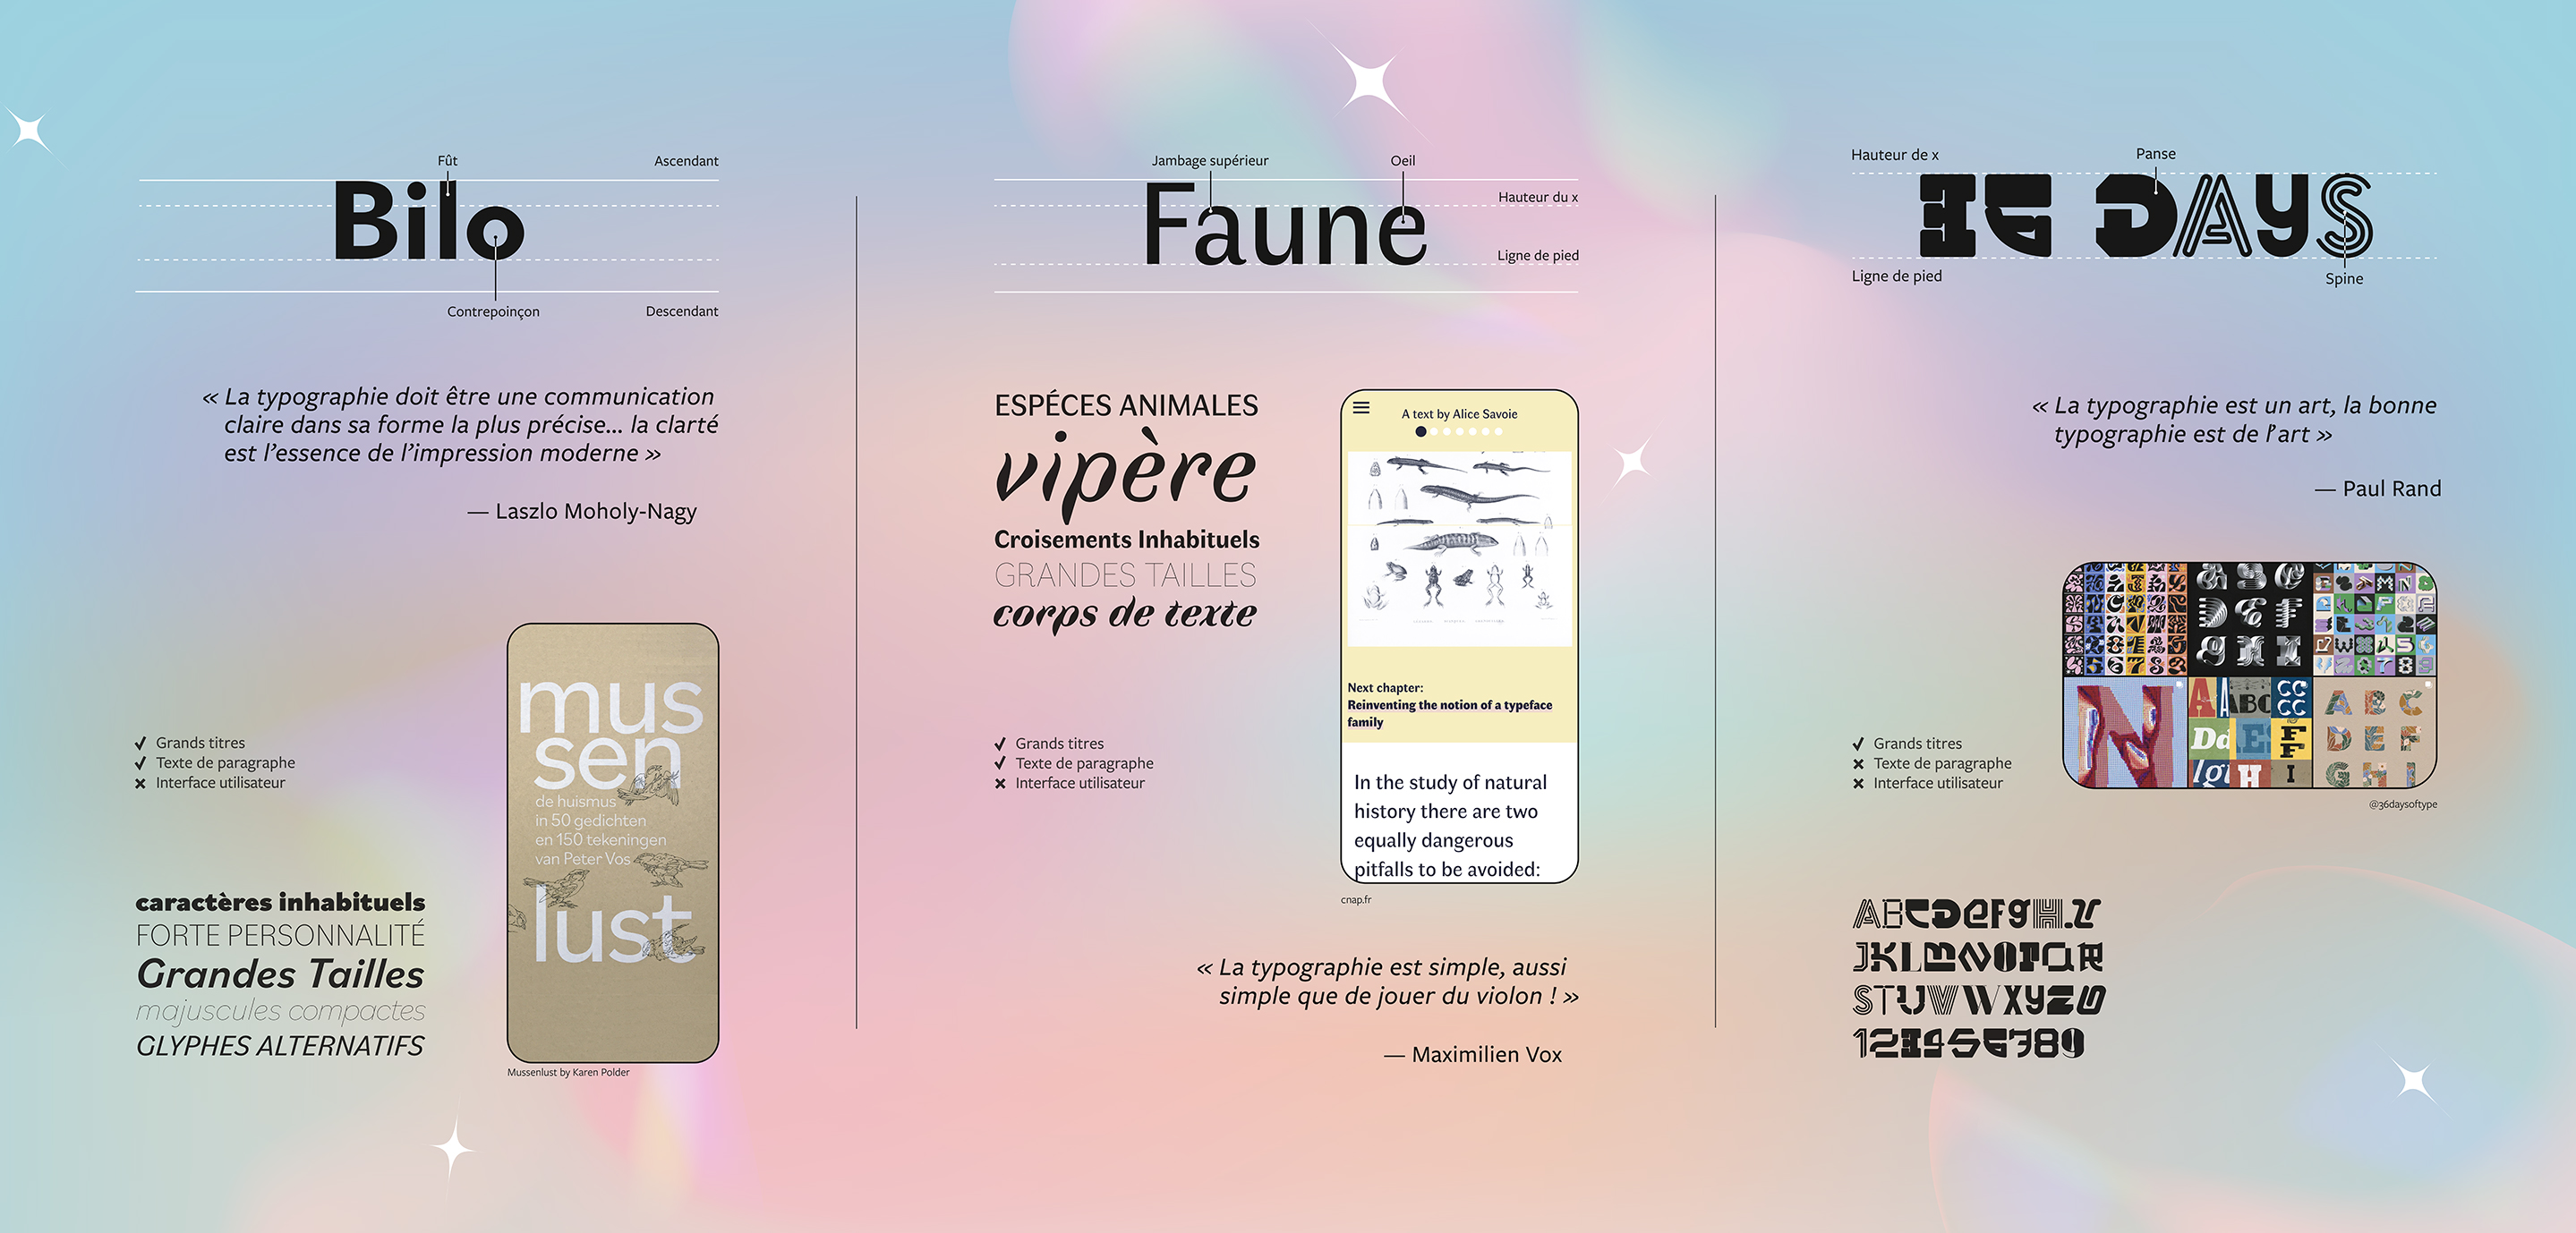 Fût
Ascendant
Bilo
Contrepoinçon
Descendant
« La typographie doit être une communication
claire dans sa forme la plus précise... la clarté
est l’essence de l’impression moderne »
— Laszlo Moholy-Nagy
Grands titres
Texte de paragraphe
Interface utilisateur
caractères inhabituels
FORTE PERSONNALITÉ
Grandes Tailles
majuscules compactes
GLYPHES ALTERNATIFS
mus
sen
de huismus
in 50 gedichten
en 150 tekeningen
van Peter Vos
lust
Mussenlust by Karen Polder
Jambage supérieur
Oeil
Hauteur du x
Faune
Ligne de pied
ESPÉCES ANIMALES
vipère
Croisements Inhabituels
GRANDES TAILLES
corps de texte
Grands titres
Texte de paragraphe
Interface utilisateur
A text by Alice Savoie
Next chapter:
Reinventing the notion of a typeface
family
In the study of natural
history there are two
equally dangerous
pitfalls to be avoided:
cnap.fr
« La typographie est simple, aussi
simple que de jouer du violon ! »
— Maximilien Vox
Hauteur de x
Panse
36 DAYS
Ligne de pied
Spine
« La typographie est un art, la bonne
typographie est de l’art »
— Paul Rand
Grands titres
Texte de paragraphe
Interface utilisateur
N
ABC
DEF
GHI
@36daysoftype
ABCDEFGHI
JKLMNOPQR
STUVWXYZ0
123456789